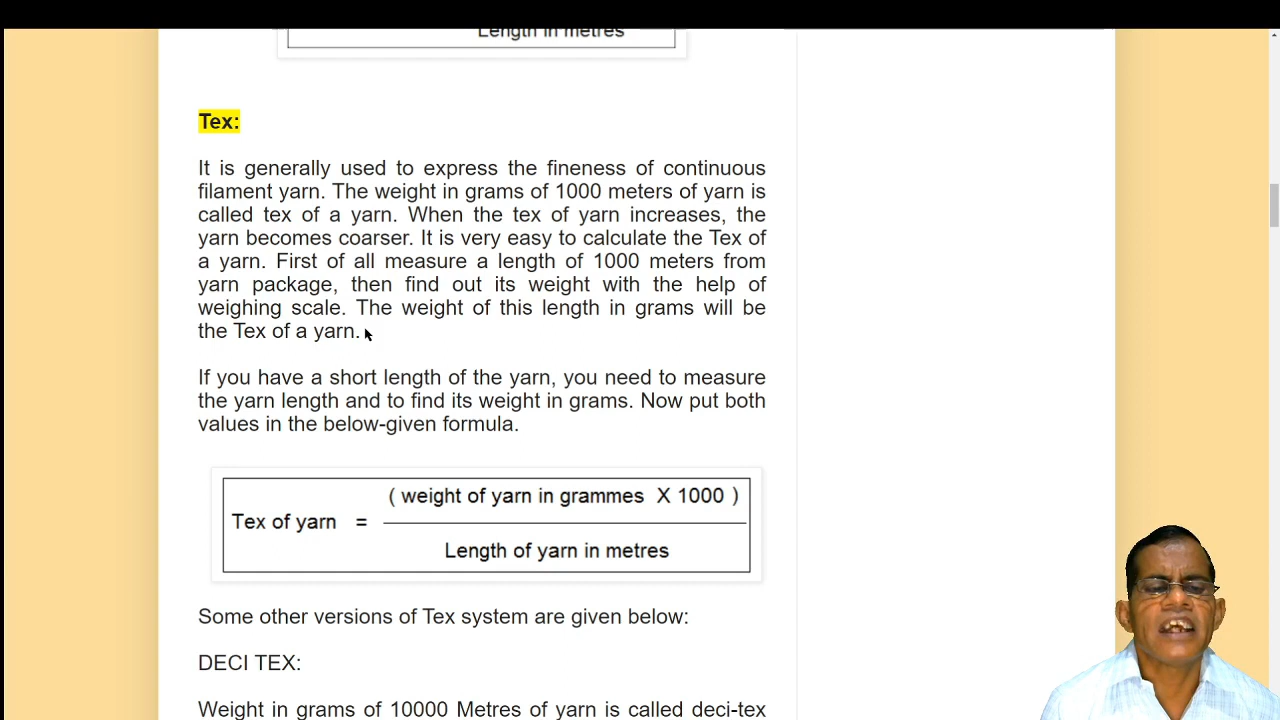 Length in metres
Tex:
It is generally used to express the fineness of continuous
filament yarn. The weight in grams of 1000 meters of yarn is
called tex of a yarn. When the tex of yarn increases, the
yarn becomes coarser. It is very easy to calculate the Tex of
a yarn. First of all measure a length of 1000 meters from
yarn package, then find out its weight with the help of
weighing scale. The weight of this length in grams will be
the Tex of a yarn.
If you have a short length of the yarn, you need to measure
the yarn length and to find its weight in grams. Now put both
values in the below-given formula.
( weight of yarn in grammes X 1000 )
Tex of yarn =
Length of yarn in metres
Some other versions of Tex system are given below:
DECI TEX:
Weight in grams of 10000 Metres of yarn is called deci-tex